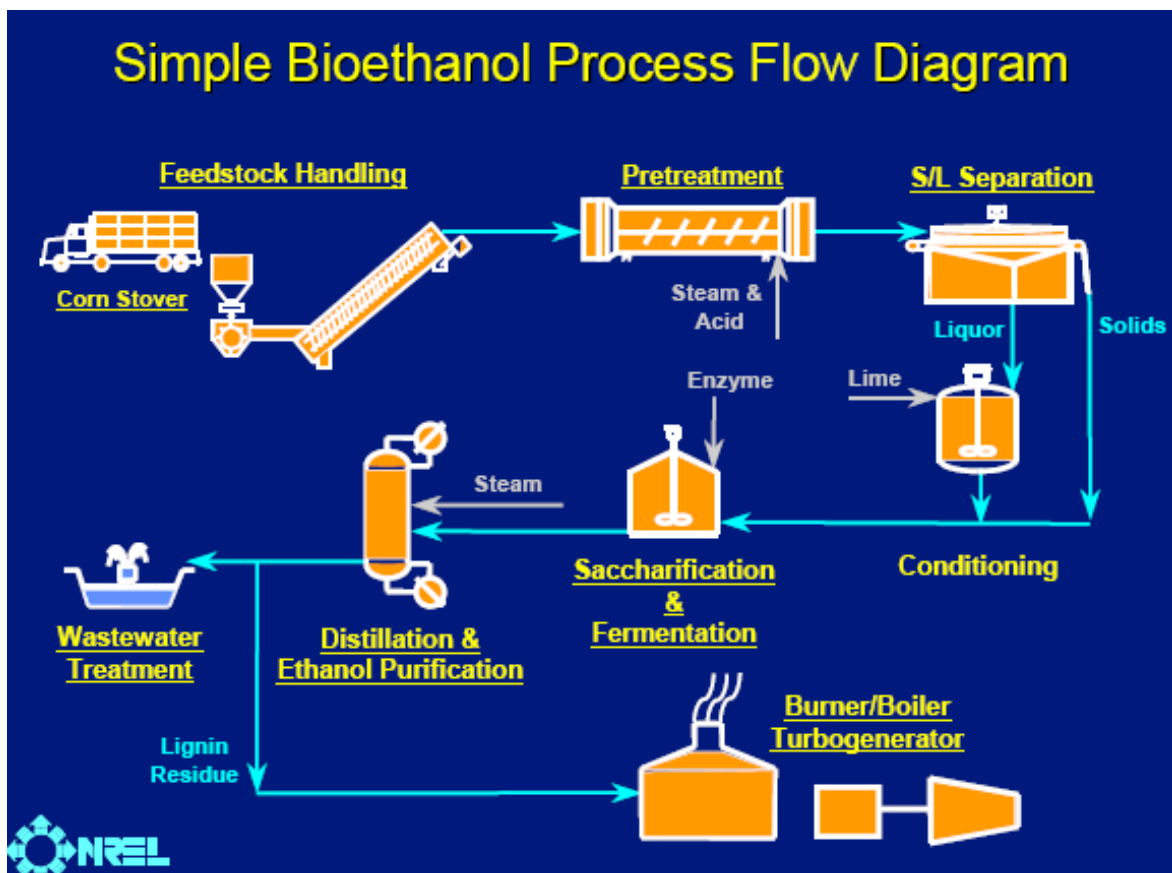 Simple Bioethanol Process Flow Diagram
Feedstock Handling
Pretreatment
S/L Separation
Corn Stover
Steam &
Acid
Liquor
Solids
Enzyme
Lime
Steam
Conditioning
Saccharification
&
Fermentation
Distillation &
Ethanol Purification
Wastewater
Treatment
Burner/Boiler
Turbogenerator
Lignin
Residue
NREL